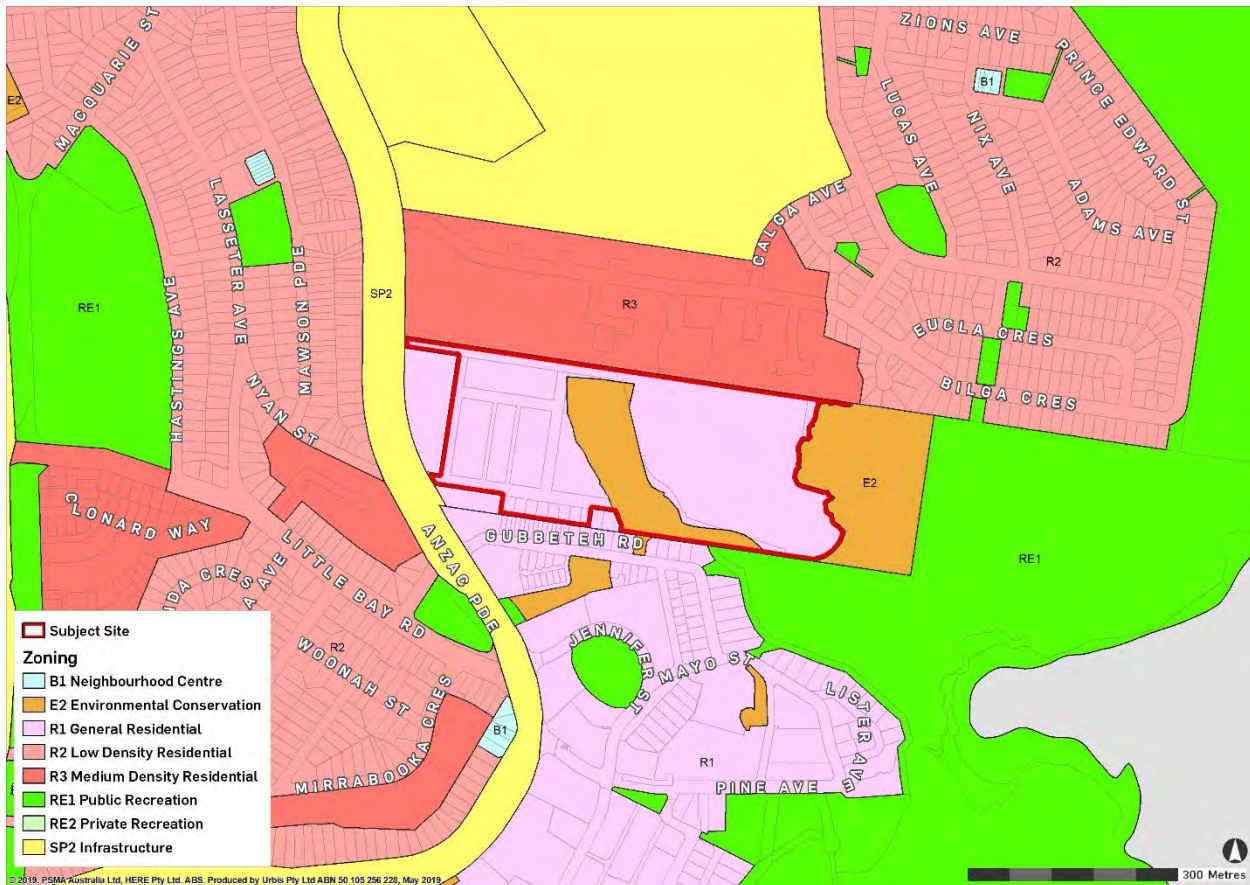 ZIONS AVE
PRINCE EDWARD ST
MACQUARIE ST
B1
E2
LUCAS AVE
NIX AVE
ADAMS AVE
LASSETER AVE
CALGA AVE
MAWSON PDE
HASTINGS AVE
R2
SP2
R3
RE1
EUCLA CRES
BILGA CRES
NYAN ST
E2
CLONARD WAY
GUBBETEH RD
ANZAC PDE
LITTLE BAY RD
RE1
JENNIFER ST
MAYO ST
R2
WOONAH ST
LISTER AVE
MIRRABOOKA CRES
B1
R1
PINE AVE
Subject Site
Zoning
B1 Neighbourhood Centre
E2 Environmental Conservation
R1 General Residential
R2 Low Density Residential
R3 Medium Density Residential
RE1 Public Recreation
RE2 Private Recreation
SP2 Infrastructure
© 2019. PSMA Australia Ltd, HERE Pty Ltd. ABS. Produced by Urbis Pty Ltd ABN 50 105 256 228, May 2019
300 Metres